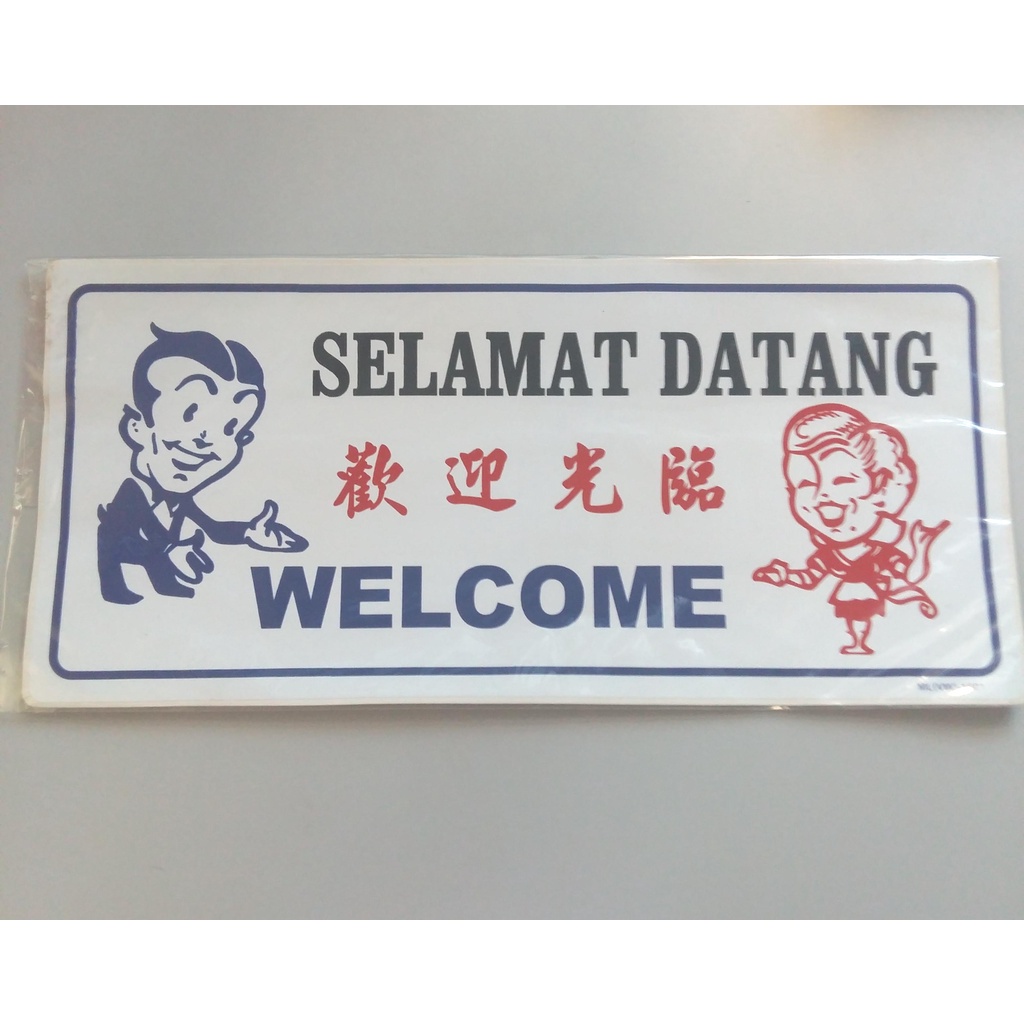 SELAMAT DATANG
歡迎光臨
WELCOME